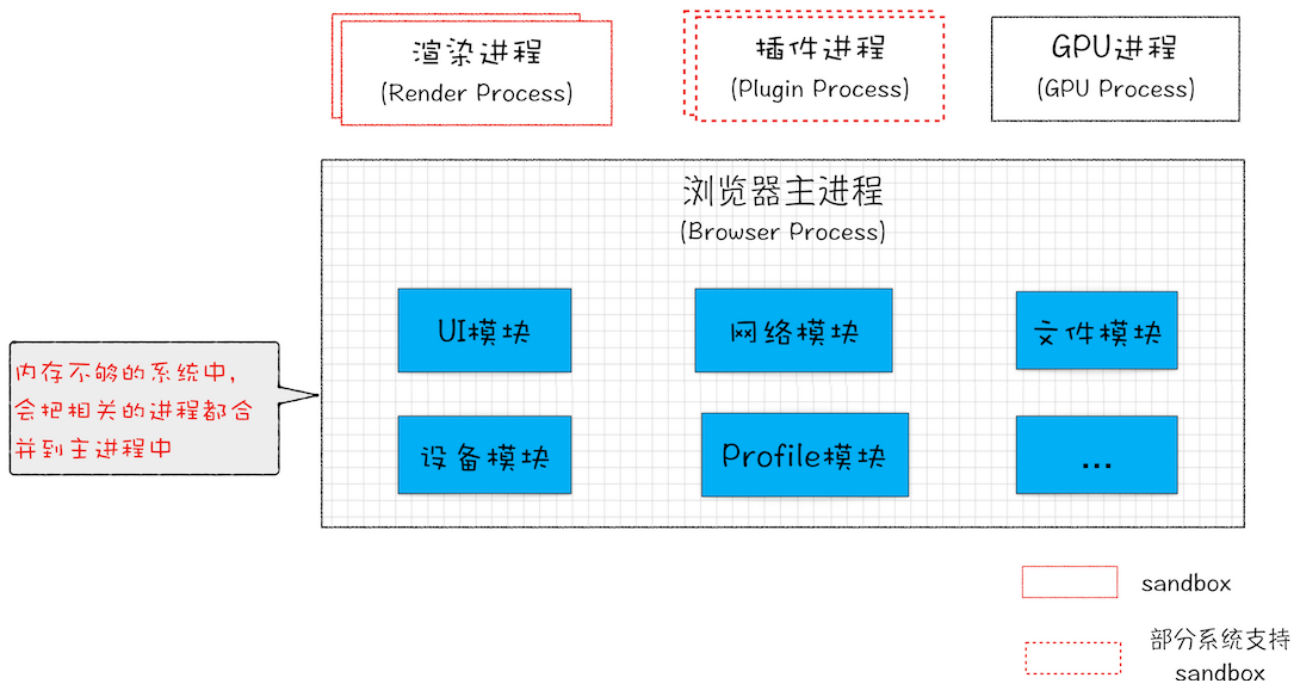 渲染进程
(Render Process)
插件进程
(Plugin Process)
GPU进程
(GPU Process)
浏览器主进程
(Browser Process)
UI模块
网络模块
文件模块
设备模块
Profile模块
...
内存不够的系统中,
会把相关的进程都合
并到主进程中
sandbox
部分系统支持
sandbox